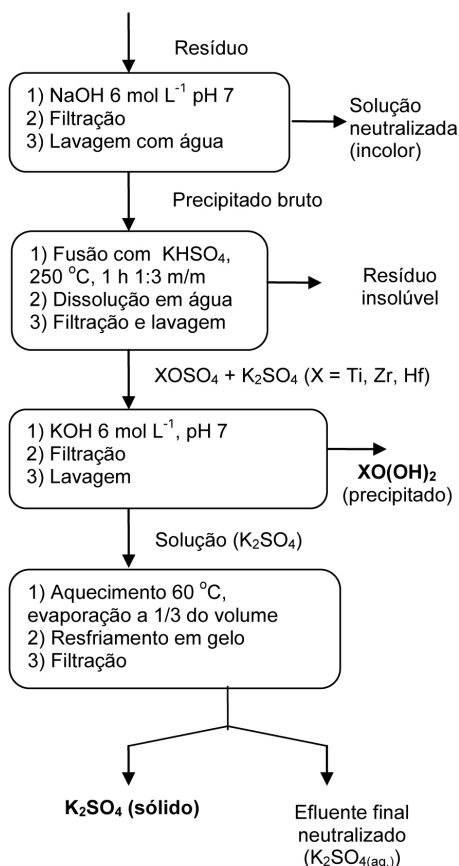 Resíduo
1) NaOH 6 mol L⁻¹ pH 7
2) Filtração
3) Lavagem com água
Solução
neutralizada
(incolor)
Precipitado bruto
1) Fusão com KHSO₄,
250 °C, 1 h 1:3 m/m
2) Dissolução em água
3) Filtração e lavagem
Resíduo
insolúvel
XOSO₄ + K₂SO₄ (X = Ti, Zr, Hf)
1) KOH 6 mol L⁻¹, pH 7
2) Filtração
3) Lavagem
XO(OH)₂
(precipitado)
Solução (K₂SO₄)
1) Aquecimento 60 °C,
evaporação a 1/3 do volume
2) Resfriamento em gelo
3) Filtração
K₂SO₄ (sólido)
Efluente final
neutralizado
(K₂SO₄(aq.))